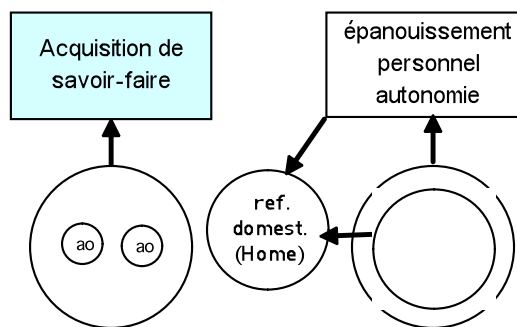 Acquisition de
savoir-faire
épanouissement
personnel
autonomie
ref.
domest.
(Home)
ao
ao